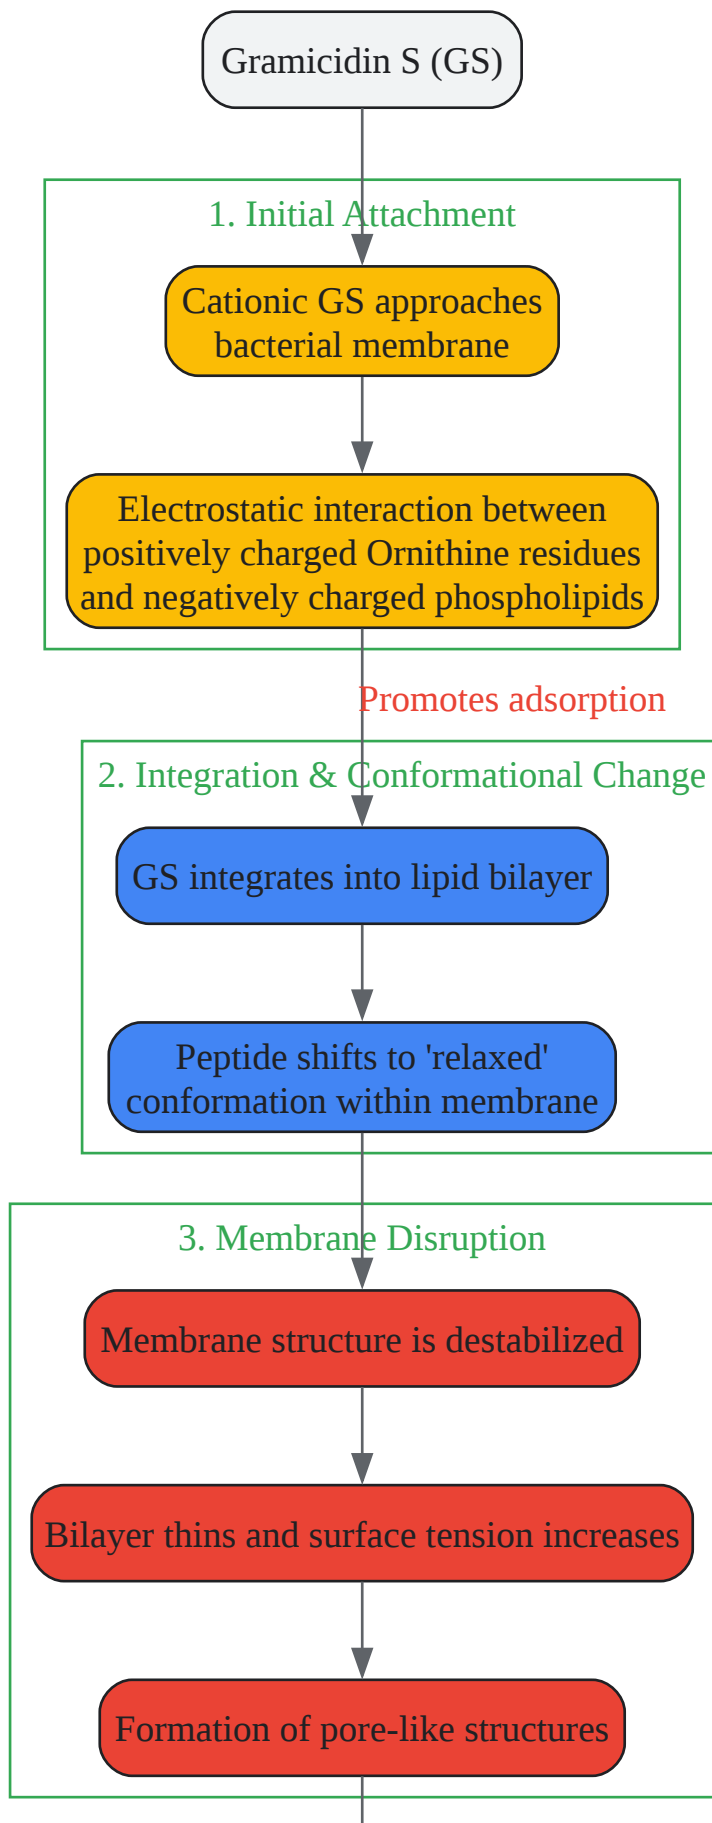 Gramicidin S (GS)
1. Initial Attachment
Cationic GS approaches
bacterial membrane
Electrostatic interaction between
positively charged Ornithine residues
and negatively charged phospholipids
Promotes adsorption
2. Integration & Conformational Change
GS integrates into lipid bilayer
Peptide shifts to 'relaxed'
conformation within membrane
3. Membrane Disruption
Membrane structure is destabilized
Bilayer thins and surface tension increases
Formation of pore-like structures